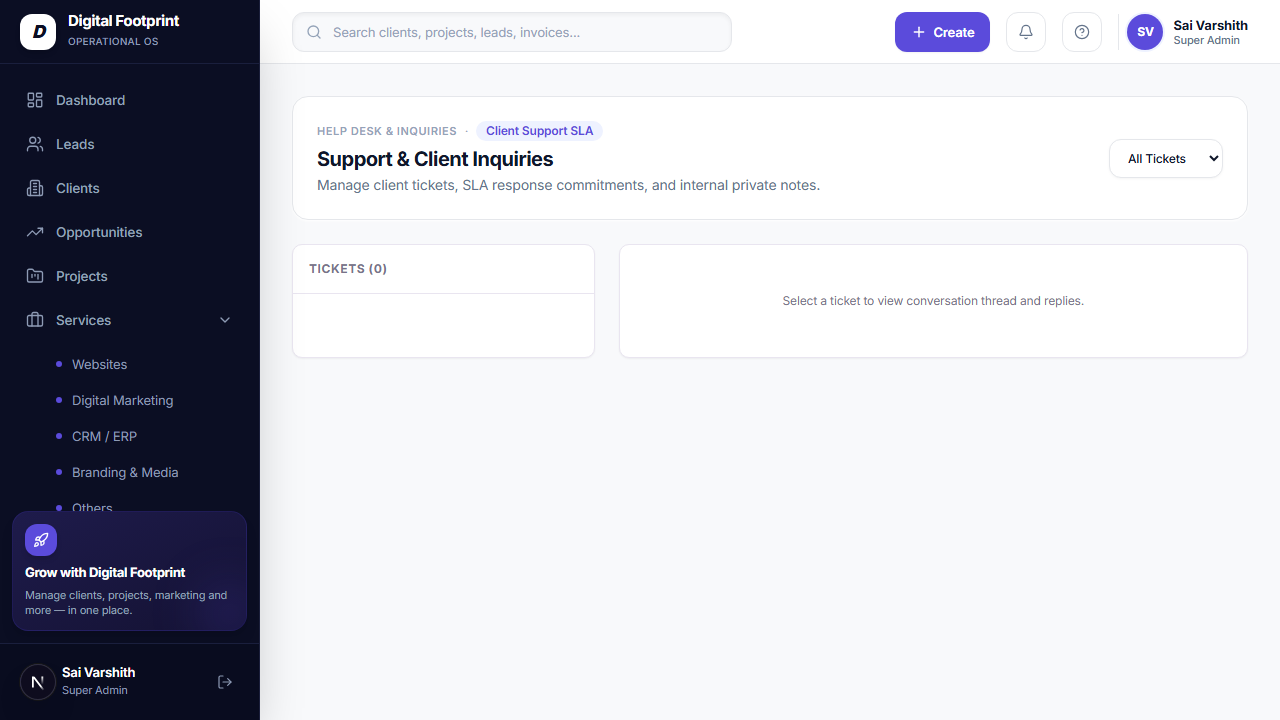 D
Digital Footprint
OPERATIONAL OS
Dashboard
Leads
Clients
Opportunities
Projects
Services
Websites
Digital Marketing
CRM / ERP
Branding & Media
Others
Grow with Digital Footprint
Manage clients, projects, marketing and
more — in one place.
N
Sai Varshith
Super Admin
Search clients, projects, leads, invoices...
Create
SV
Sai Varshith
Super Admin
HELP DESK & INQUIRIES · Client Support SLA
Support & Client Inquiries
Manage client tickets, SLA response commitments, and internal private notes.
All Tickets
TICKETS (0)
Select a ticket to view conversation thread and replies.